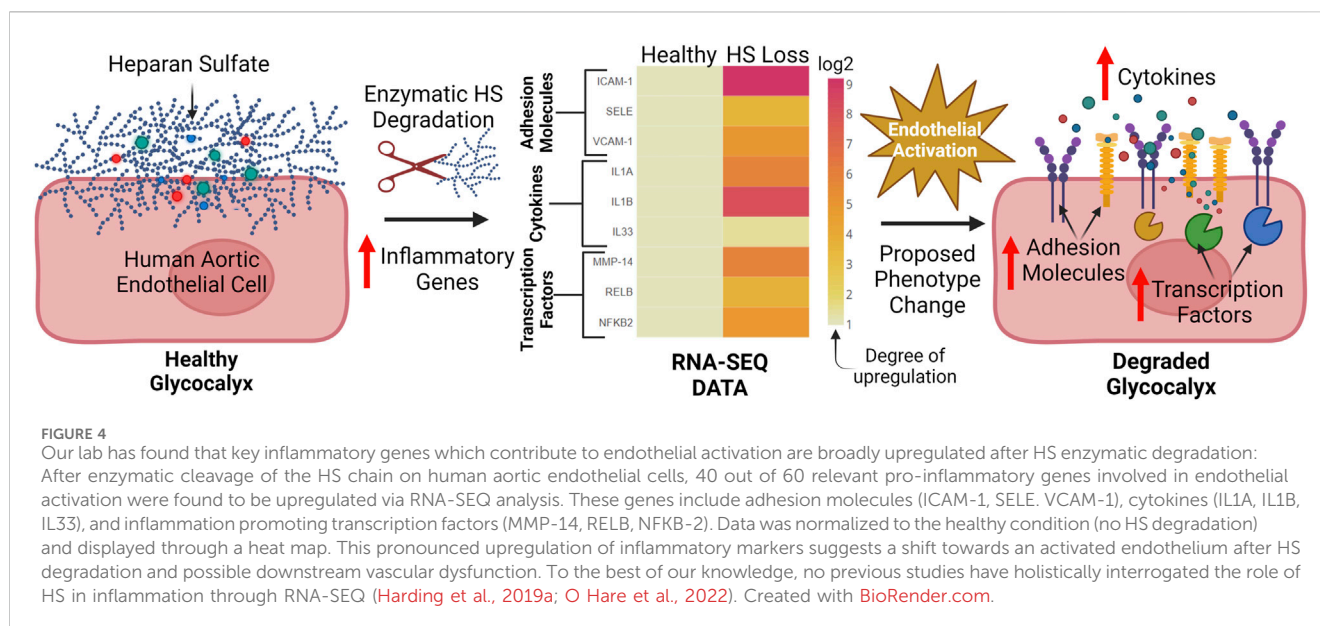 Heparan Sulfate
Human Aortic
Endothelial Cell
Healthy
Glycocalyx
Enzymatic HS
Degradation
Inflammatory
Genes
Healthy
HS Loss
Adhesion
Molecules
ICAM-1
SELE
VCAM-1
Cytokines
IL1A
IL1B
IL33
Transcription
Factors
MMP-14
RELB
NFKB2
RNA-SEQ
DATA
log2
9
8
7
6
5
4
3
2
1
Degree of
upregulation
Endothelial
Activation
Proposed
Phenotype
Change
Cytokines
Adhesion
Molecules
Transcription
Factors
Degraded
Glycocalyx
FIGURE 4
Our lab has found that key inflammatory genes which contribute to endothelial activation are broadly upregulated after HS enzymatic degradation:
After enzymatic cleavage of the HS chain on human aortic endothelial cells, 40 out of 60 relevant pro-inflammatory genes involved in endothelial
activation were found to be upregulated via RNA-SEQ analysis. These genes include adhesion molecules (ICAM-1, SELE. VCAM-1), cytokines (IL1A, IL1B,
IL33), and inflammation promoting transcription factors (MMP-14, RELB, NFKB-2). Data was normalized to the healthy condition (no HS degradation)
and displayed through a heat map. This pronounced upregulation of inflammatory markers suggests a shift towards an activated endothelium after HS
degradation and possible downstream vascular dysfunction. To the best of our knowledge, no previous studies have holistically interrogated the role of
HS in inflammation through RNA-SEQ (Harding et al., 2019a; O Hare et al., 2022). Created with BioRender.com.